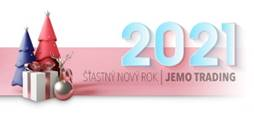 2021
ŠŤASTNÝ NOVÝ ROK | JEMO TRADING